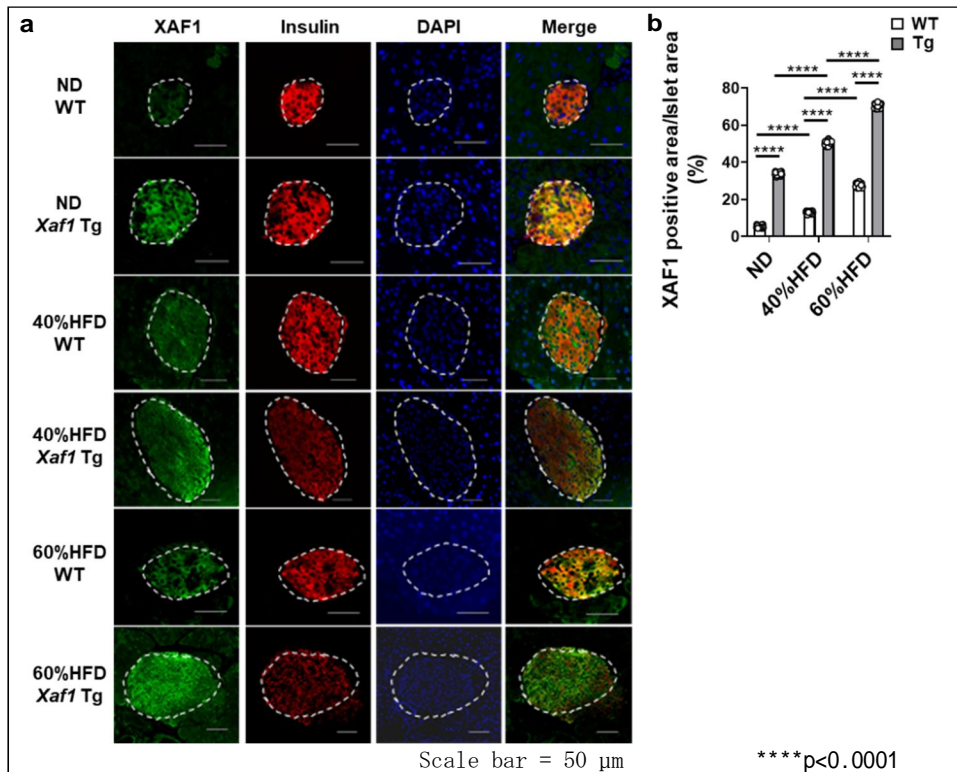 a
XAF1 Insulin DAPI Merge
ND
WT
ND
Xaf1 Tg
40%HFD
WT
40%HFD
Xaf1 Tg
60%HFD
WT
60%HFD
Xaf1 Tg
Scale bar = 50 µm
b
WT
Tg
XAF1 positive area/Islet area
(%)
80
60
40
20
0
****
****
****
****
****
****
****
ND
40%HFD
60%HFD
****p<0.0001